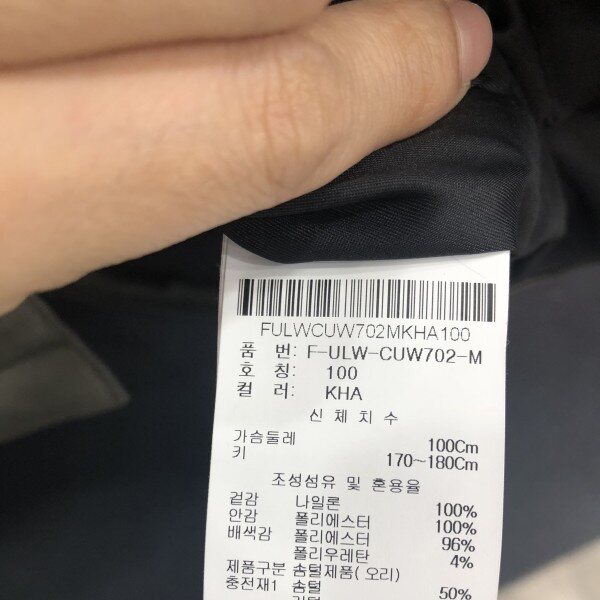 FULWCUW702MKHA100
품 번: F-ULW-CUW702-M
호 칭: 100
컬 러: KHA
신체치수
가슴둘레 100Cm
키 170~180Cm
조성섬유 및 혼용율
겉감 나일론 100%
안감 폴리에스터 100%
배색감 폴리에스터 96%
폴리우레탄 4%
제품구분 솜털제품(오리)
충전재1 솜털 50%